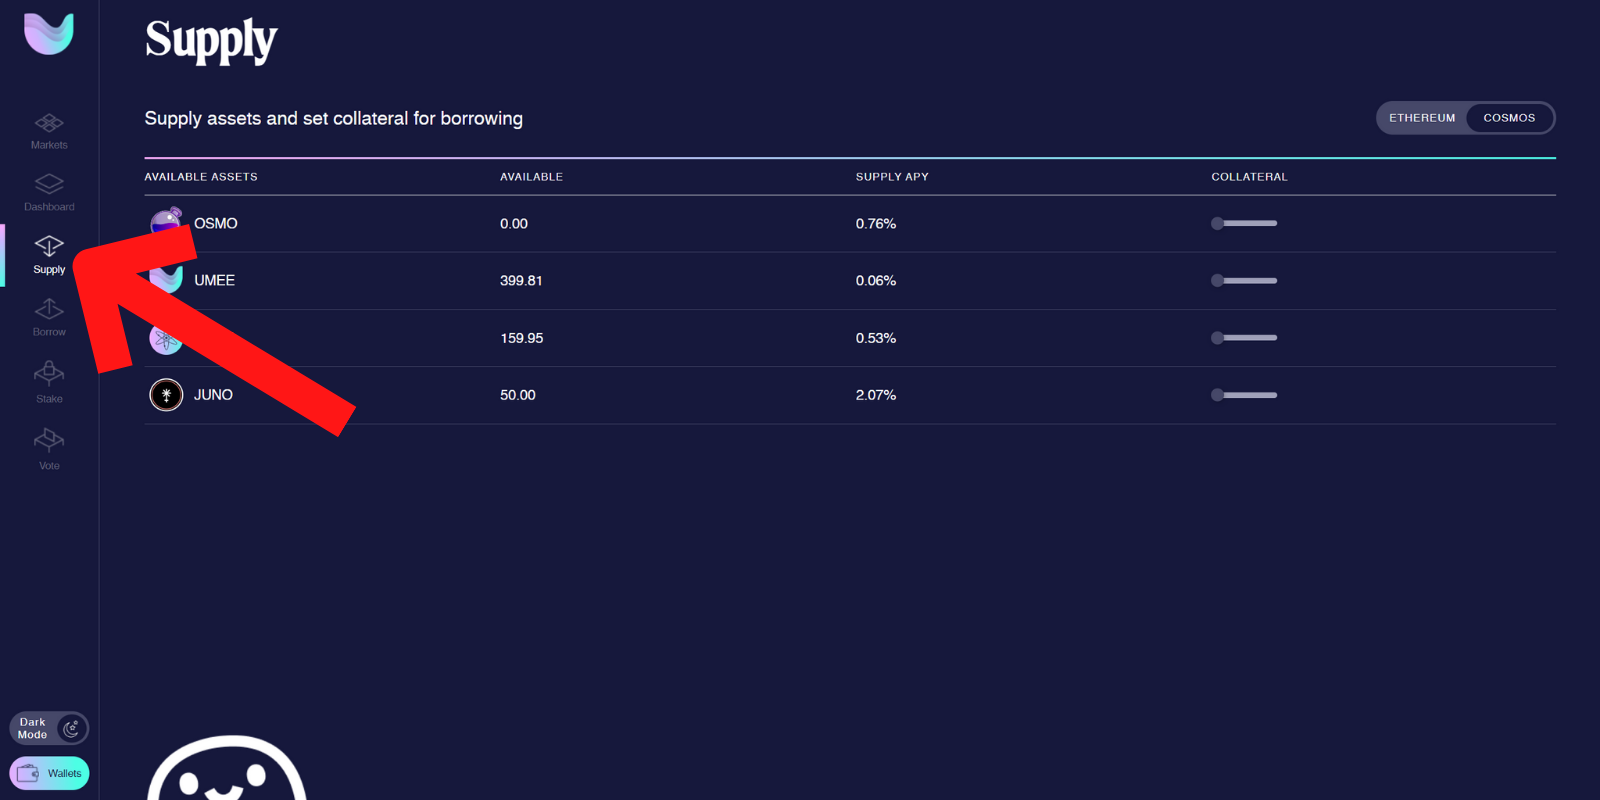 Supply
Supply assets and set collateral for borrowing
ETHEREUM COSMOS
AVAILABLE ASSETS AVAILABLE SUPPLY APY COLLATERAL
OSMO 0.00 0.76%
UMEE 399.81 0.06%
159.95 0.53%
JUNO 50.00 2.07%
Markets
Dashboard
Supply
Borrow
Stake
Vote
Dark
Mode
Wallets